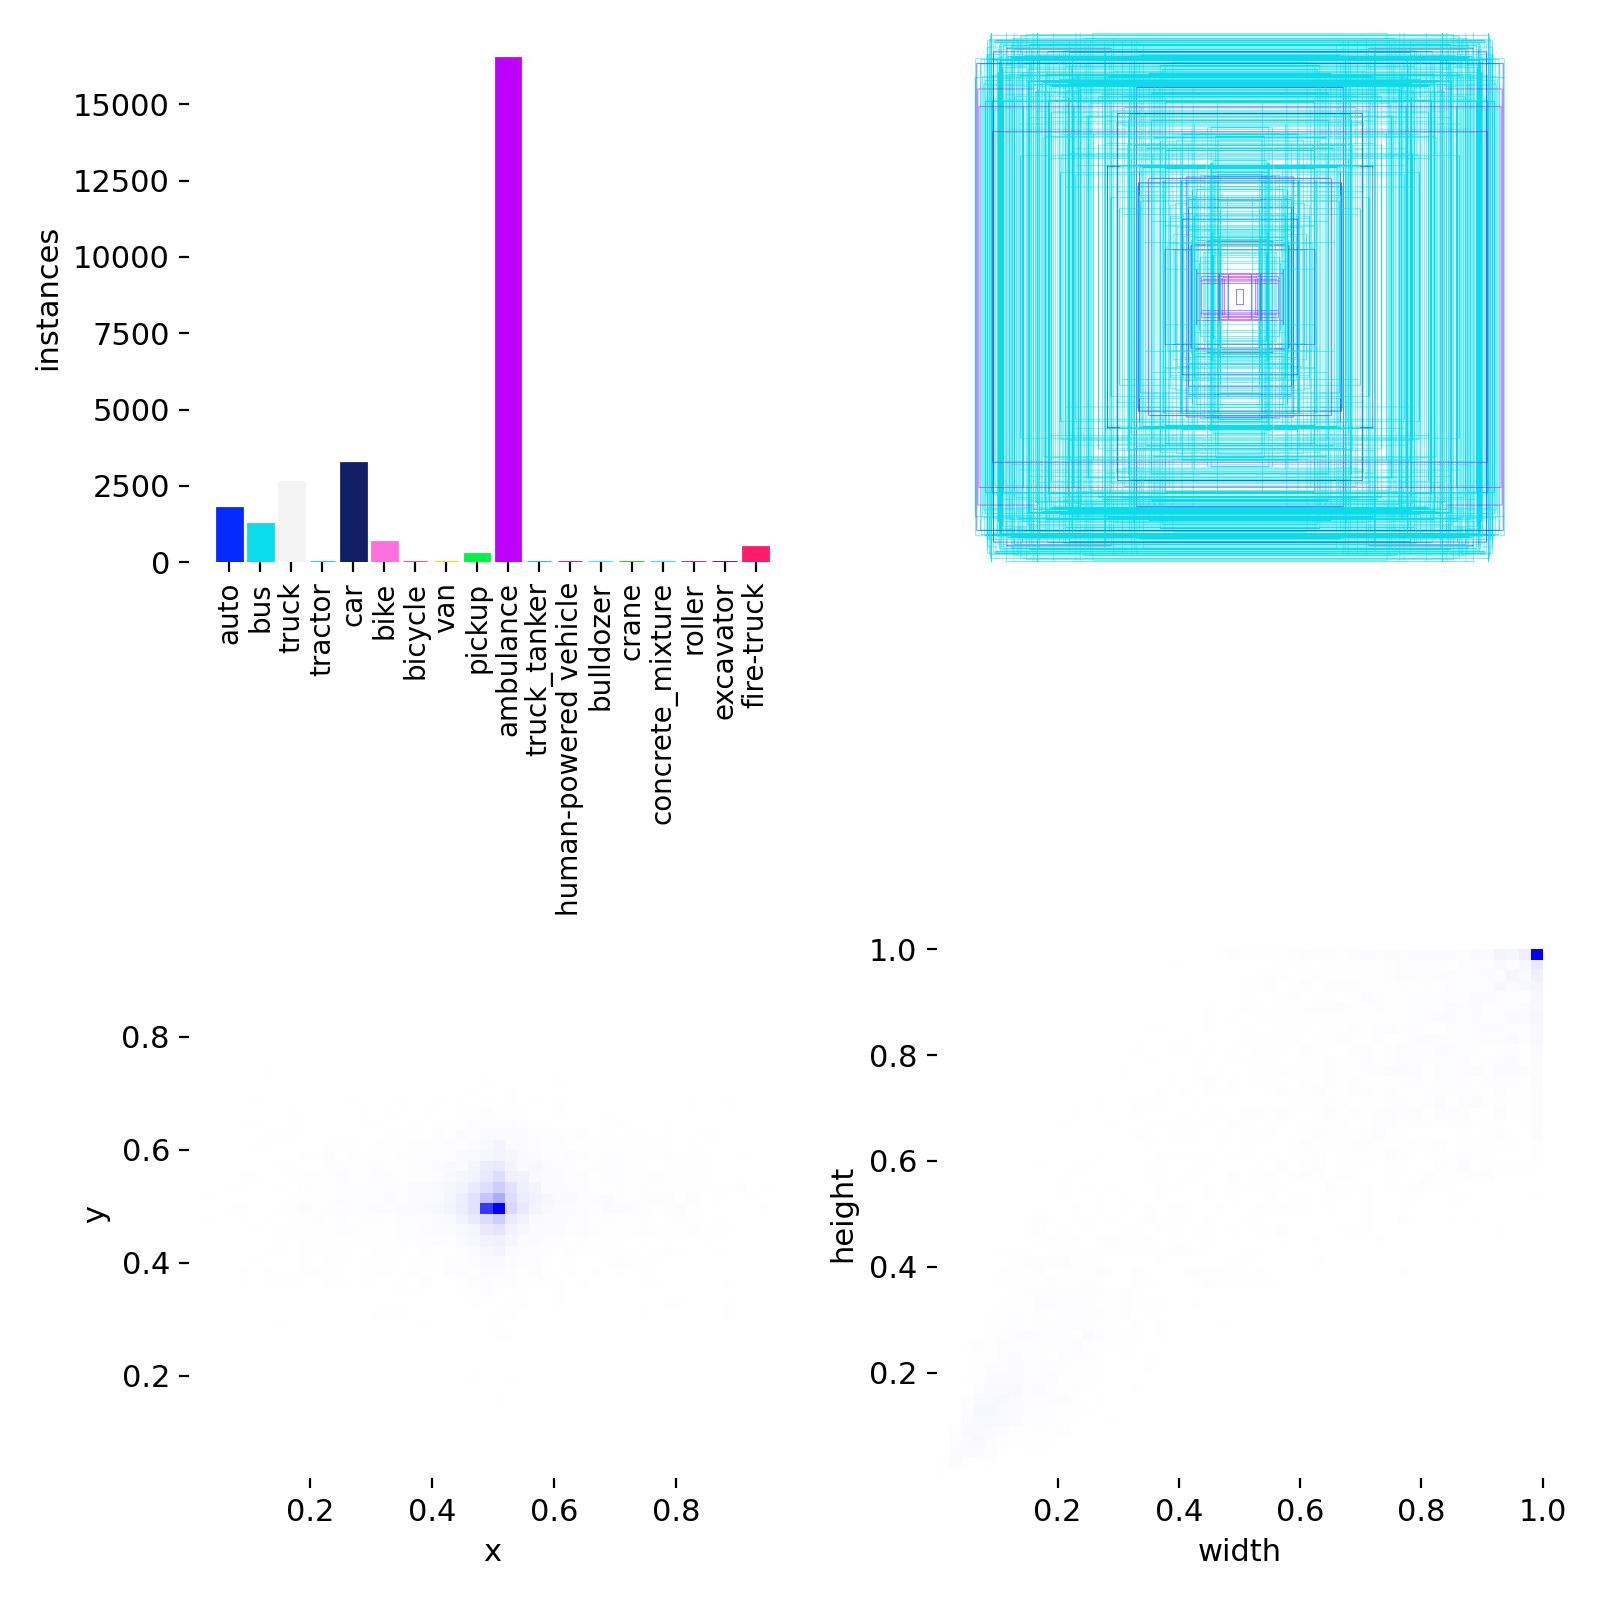 instances
15000
12500
10000
7500
5000
2500
0
auto
bus
truck
tractor
car
bike
bicycle
van
pickup
ambulance
truck_tanker
human-powered vehicle
bulldozer
crane
concrete_mixture
roller
excavator
fire-truck
y
0.8
0.6
0.4
0.2
0.2 0.4 0.6 0.8
x
height
1.0
0.8
0.6
0.4
0.2
0.2 0.4 0.6 0.8 1.0
width